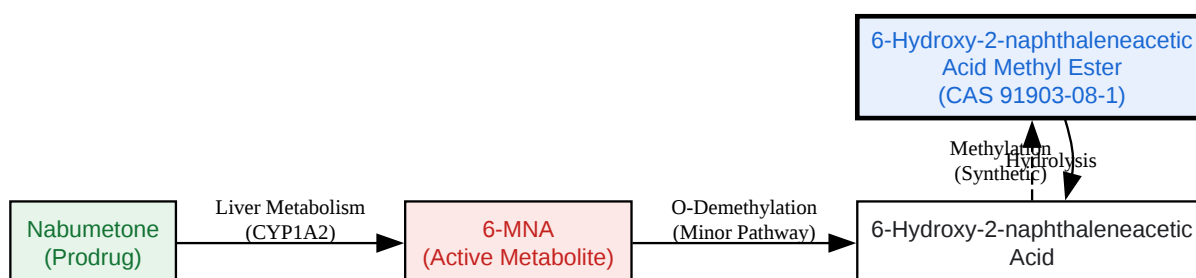 6-Hydroxy-2-naphthaleneacetic
Acid Methyl Ester
(CAS 91903-08-1)
Methylation
(Synthetic)
Hydrolysis
Nabumetone
(Prodrug)
Liver Metabolism
(CYP1A2)
6-MNA
(Active Metabolite)
O-Demethylation
(Minor Pathway)
6-Hydroxy-2-naphthaleneacetic
Acid